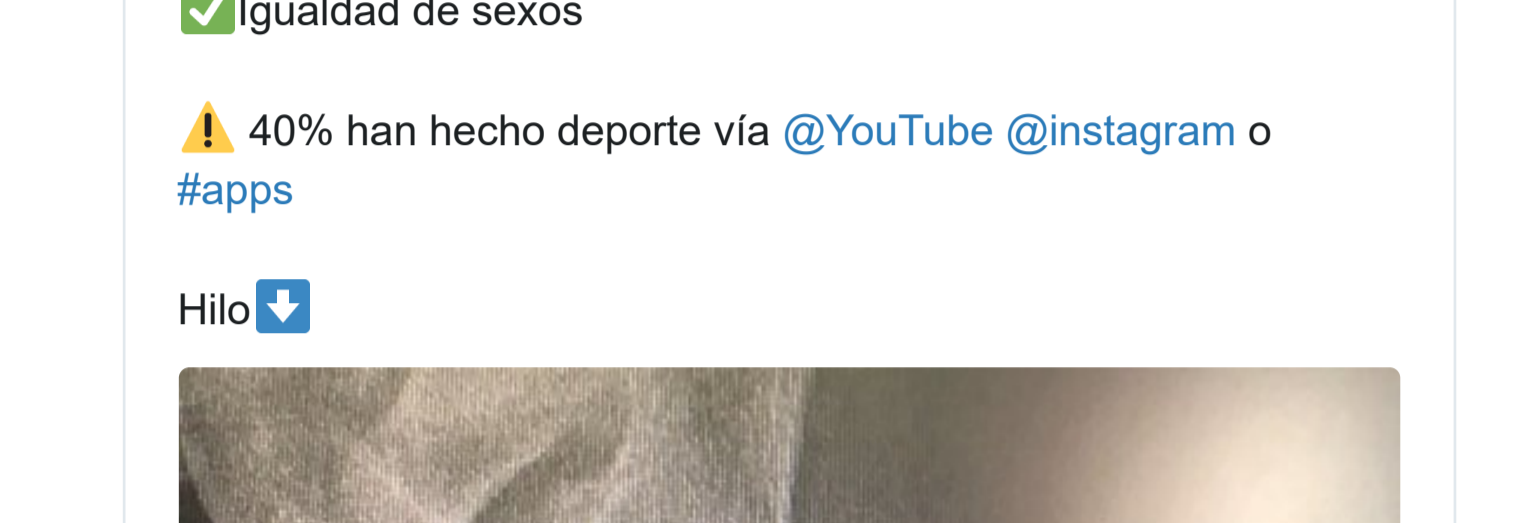 ✅Igualdad de sexos
⚠️ 40% han hecho deporte vía @YouTube @instagram o
#apps
Hilo⬇️